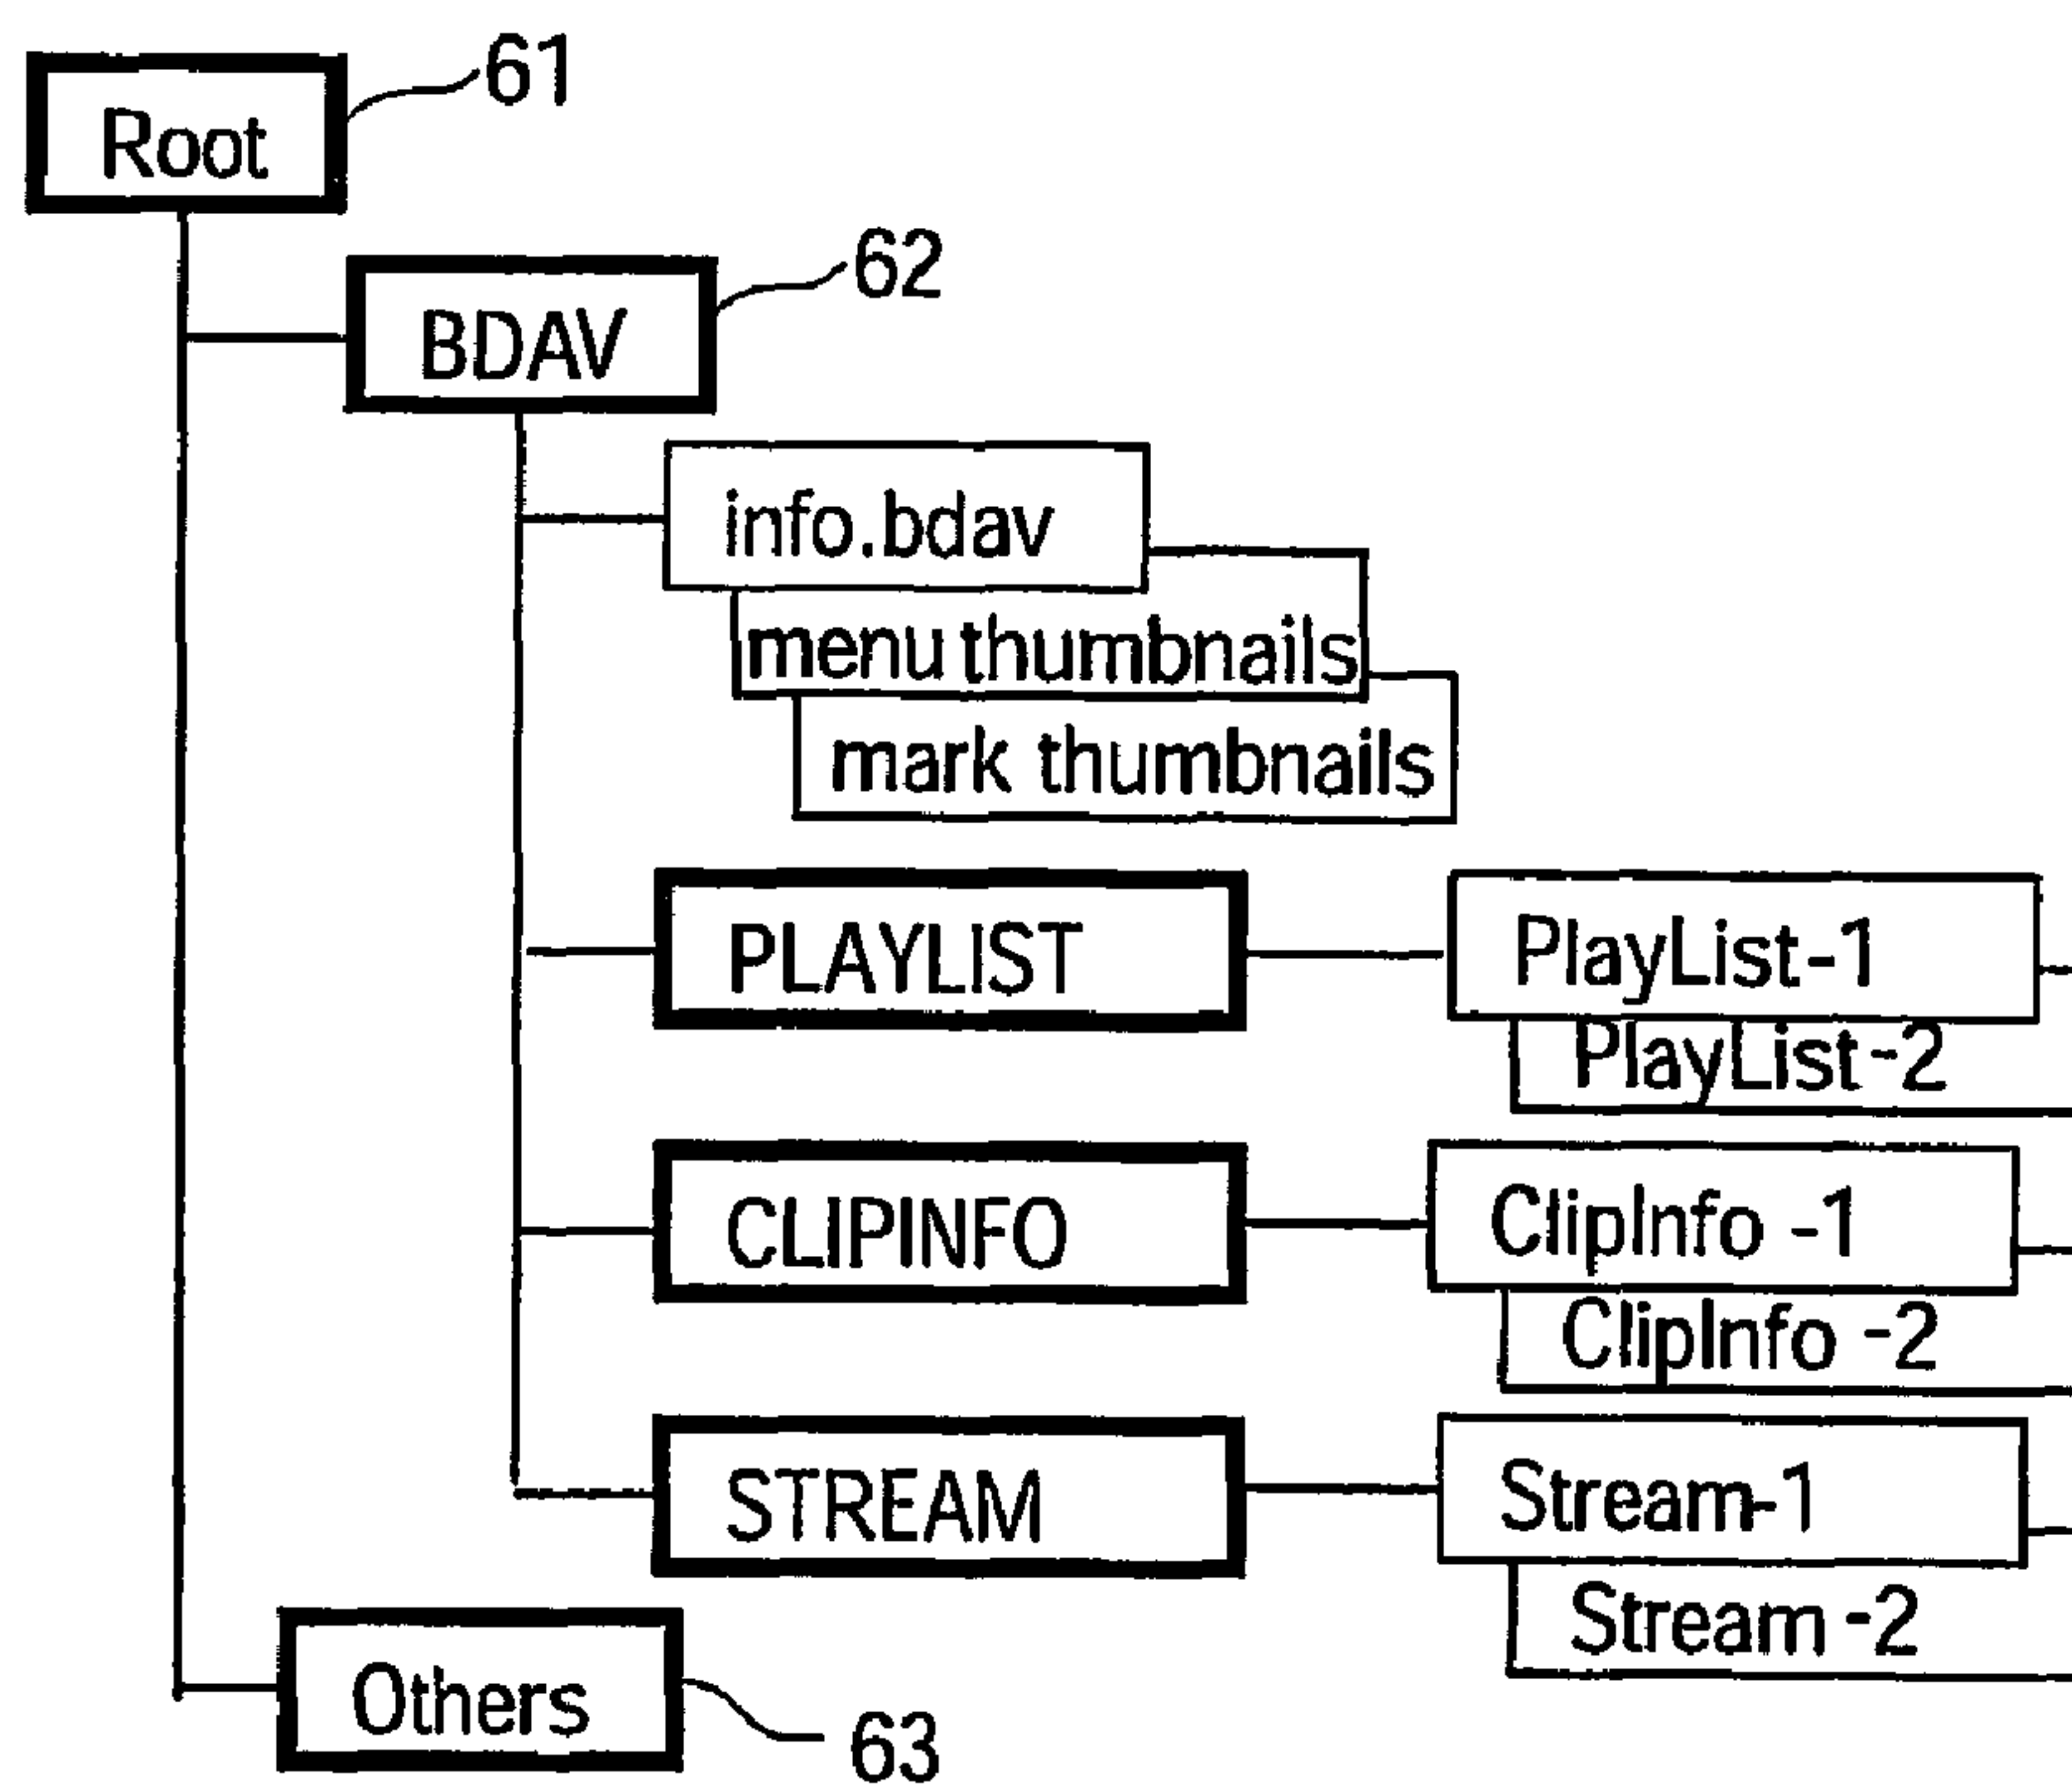 Root
61
BDAV
62
info.bdav
menu thumbnails
mark thumbnails
PLAYLIST
PlayList-1
PlayList-2
CLIPINFO
ClipInfo -1
ClipInfo -2
STREAM
Stream-1
Stream -2
Others
63